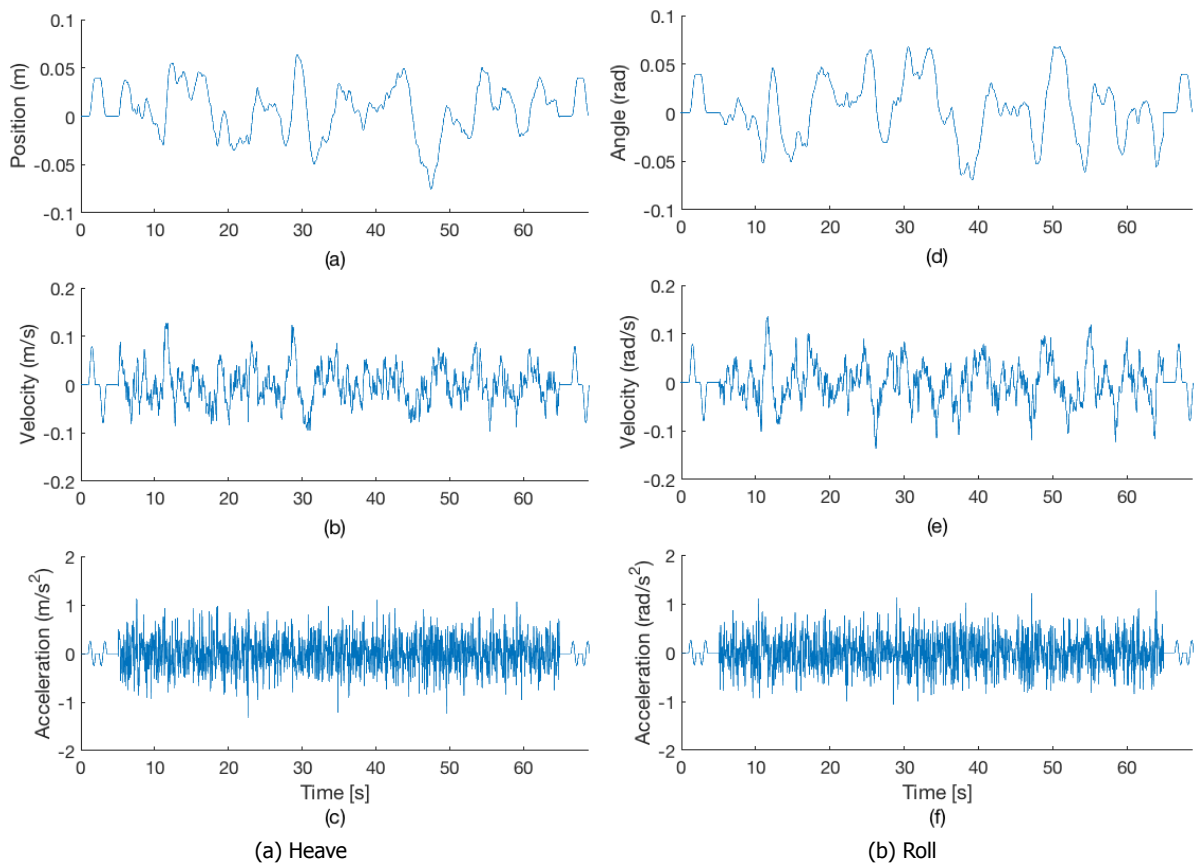 0.1
0.05
0
-0.05
-0.1
Position (m)
0 10 20 30 40 50 60
(a)
0.1
0.05
0
-0.05
-0.1
Angle (rad)
0 10 20 30 40 50 60
(d)
0.2
0.1
0
-0.1
-0.2
Velocity (m/s)
0 10 20 30 40 50 60
(b)
0.2
0.1
0
-0.1
-0.2
Velocity (rad/s)
0 10 20 30 40 50 60
(e)
2
1
0
-1
-2
Acceleration (m/s²)
0 10 20 30 40 50 60
Time [s]
(c)
2
1
0
-1
-2
Acceleration (rad/s²)
0 10 20 30 40 50 60
Time [s]
(f)
(a) Heave
(b) Roll